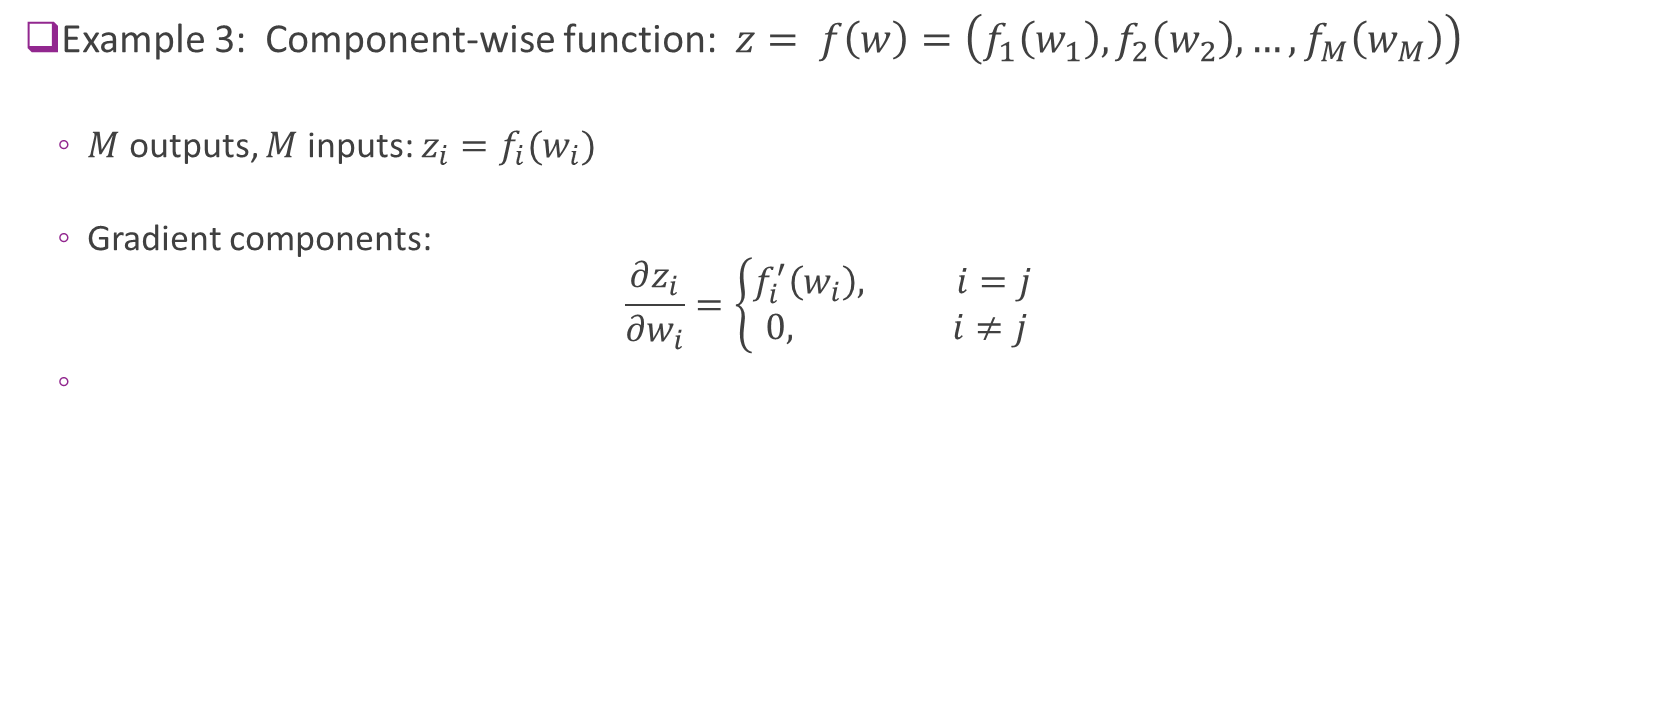 ❑Example 3: Component-wise function: z = f(w) = (f₁(w₁), f₂(w₂), …, f_M(w_M))
◦ M outputs, M inputs: zᵢ = fᵢ(wᵢ)
◦ Gradient components:
∂zᵢ/∂wᵢ = { fᵢ′(wᵢ), i = j
0, i ≠ j
◦